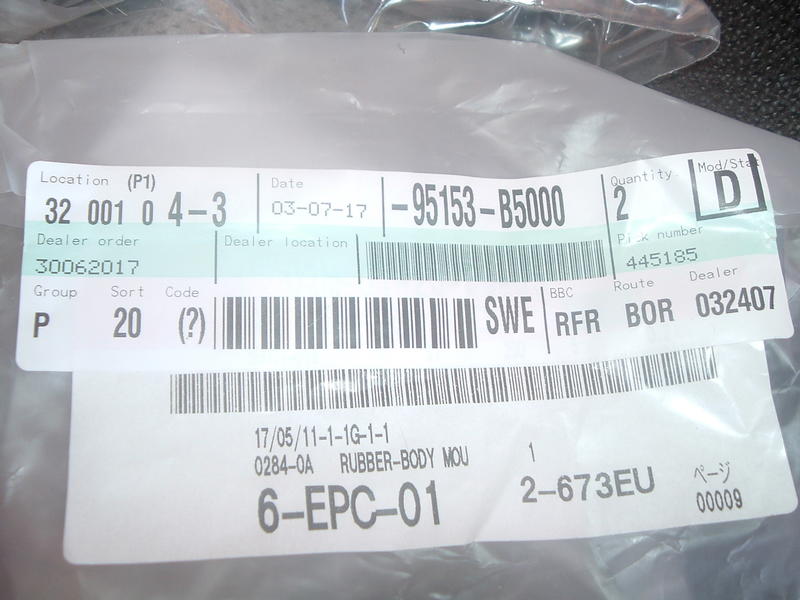 Location (P1) Date Quantity Mod/Stat
32 001 0 4-3 03-07-17 -95153-B5000 2 D
Dealer order Dealer location Pick number
30062017 445185
Group Sort Code BBC Route Dealer
P 20 (?) SWE RFR BOR 032407
17/05/11-1-1G-1-1
0284-0A RUBBER-BODY MOU 1
6-EPC-01 2-673EU ページ
00009